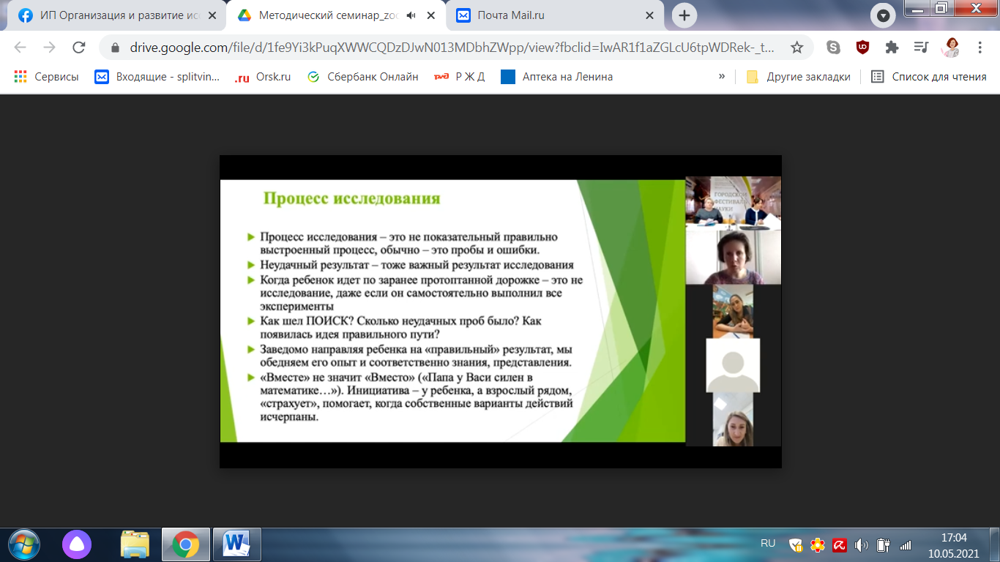 ИП Организация и развитие исс
Методический семинар_zoo
Почта Mail.ru
drive.google.com/file/d/1fe9Yi3kPuqXWWCQDzDJwN013MDbhZWpp/view?fbclid=IwAR1f1aZGLcU6tpWDRek-_t...
Сервисы
Входящие - splitvin...
.ru Orsk.ru
Сбербанк Онлайн
РЖД Р Ж Д
Аптека на Ленина
»
Другие закладки
Список для чтения
Процесс исследования
Процесс исследования – это не показательный правильно
выстроенный процесс, обычно – это пробы и ошибки.
Неудачный результат – тоже важный результат исследования
Когда ребенок идет по заранее протоптанной дорожке – это не
исследование, даже если он самостоятельно выполнил все
эксперименты
Как шел ПОИСК? Сколько неудачных проб было? Как
появилась идея правильного пути?
Заведомо направляя ребенка на «правильный» результат, мы
обедняем его опыт и соответственно знания, представления.
«Вместе» не значит «Вместо» («Папа у Васи силен в
математике…»). Инициатива – у ребенка, а взрослый рядом,
«страхует», помогает, когда собственные варианты действий
исчерпаны.
ГОРОДСКОЙ
ФЕСТИВАЛЬ
НАУКИ
RU
17:04
10.05.2021